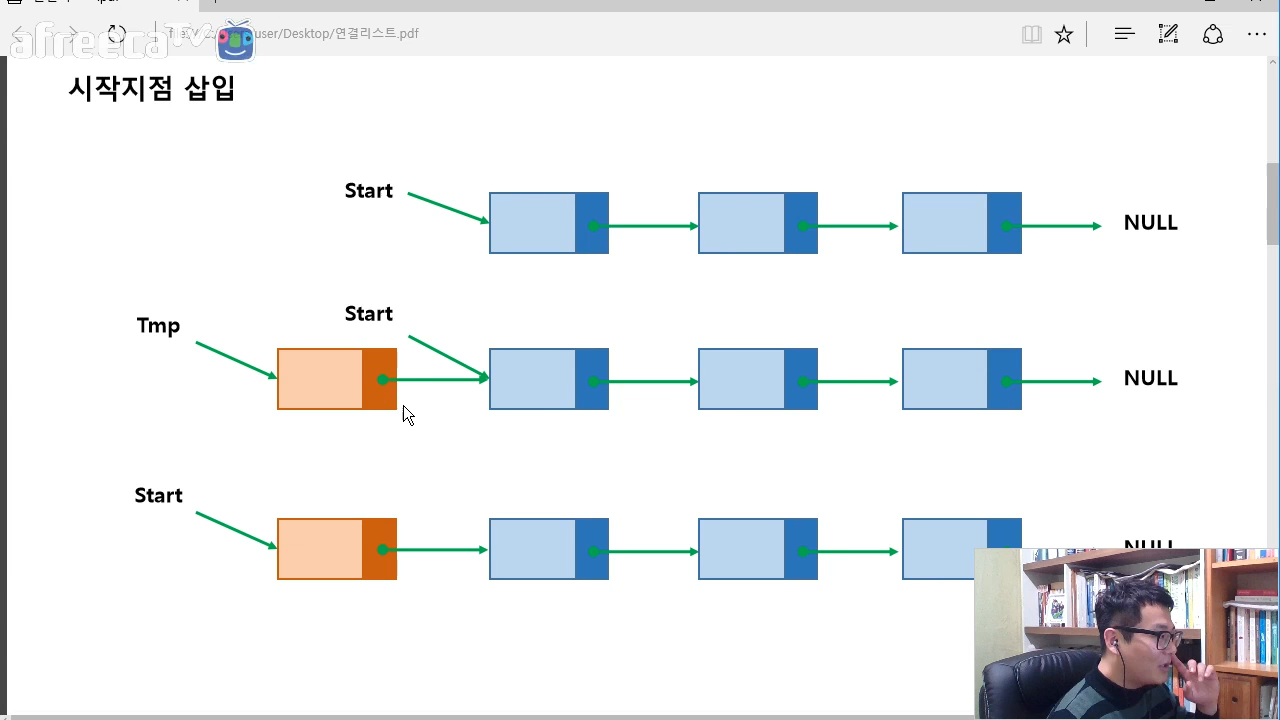 afreecaTV
user/Desktop/연결리스트.pdf
시작지점 삽입
Start
NULL
Tmp
Start
NULL
Start
NULL